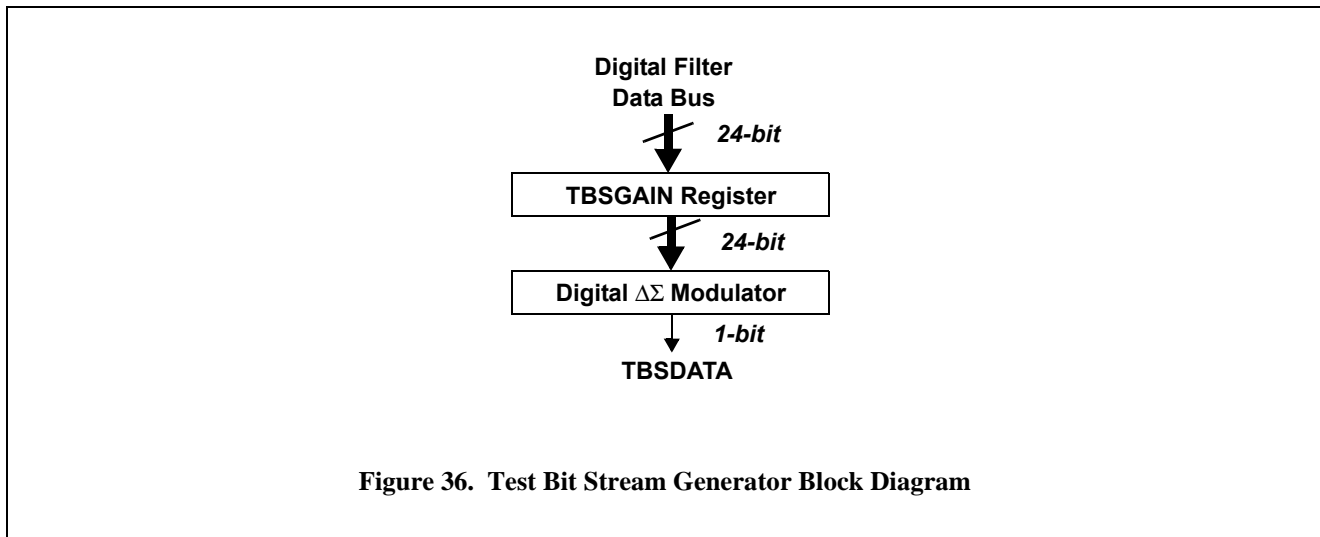 Digital Filter
Data Bus
24-bit
TBSGAIN Register
24-bit
Digital ΔΣ Modulator
1-bit
TBSDATA
Figure 36. Test Bit Stream Generator Block Diagram